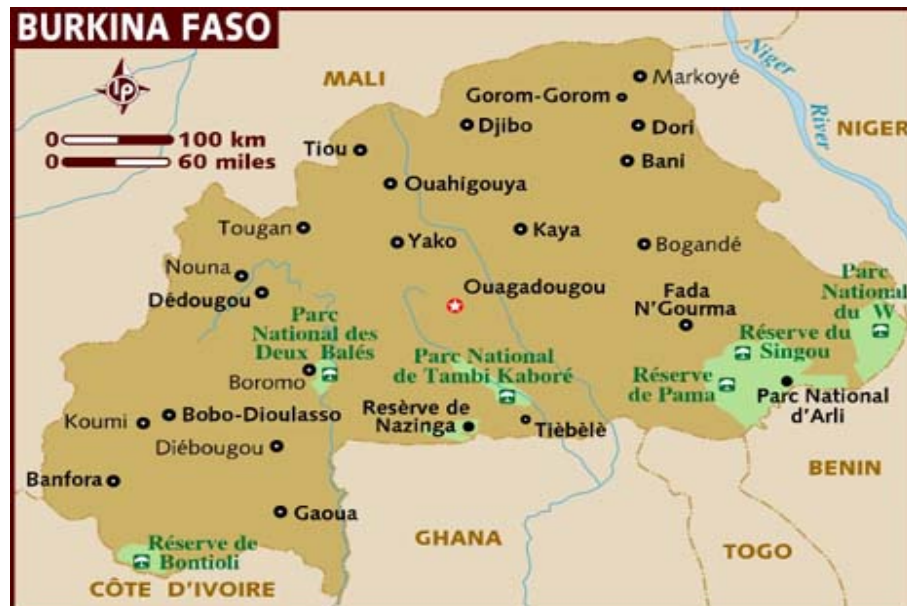 BURKINA FASO
lp
MALI
Niger
River
NIGER
0 100 km
0 60 miles
Markoyé
Gorom-Gorom
Djibo
Dori
Tiou
Bani
Ouahigouya
Tougan
Yako
Kaya
Bogandé
Nouna
Dédougou
Ouagadougou
Fada
N'Gourma
Parc
National
du W
Parc
National des
Deux Balés
Réserve du
Singou
Parc National
de Tambi Kaboré
Boromo
Réserve
de Pama
Parc National
d'Arli
Koumi
Bobo-Dioulasso
Resèrve de
Nazinga
Tièbèlè
Diébougou
Banfora
BENIN
Gaoua
GHANA
TOGO
Réserve de
Bontioli
CÔTE D'IVOIRE